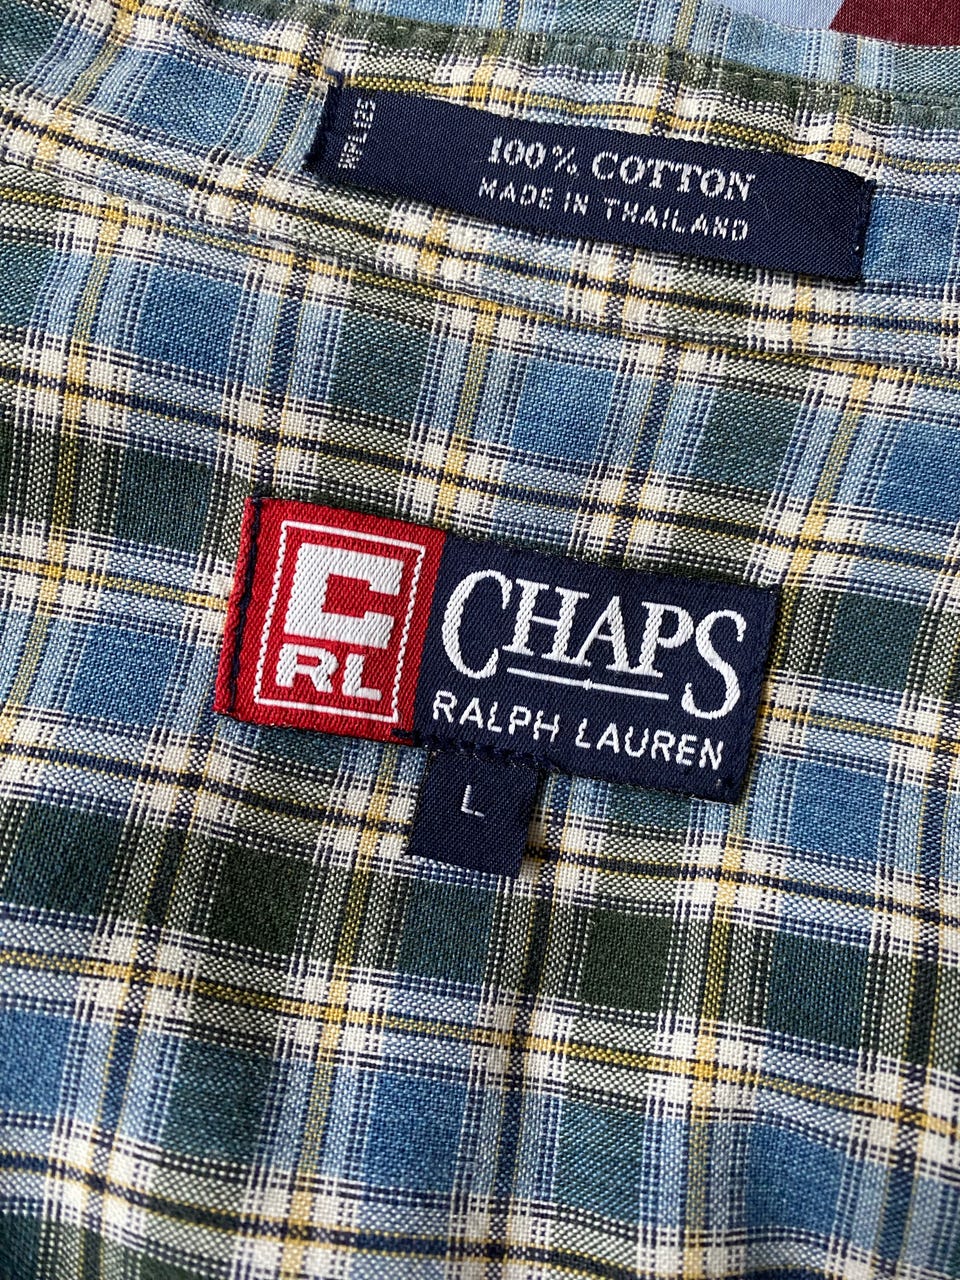 100% COTTON
MADE IN THAILAND
C
RL
CHAPS
RALPH LAUREN
L